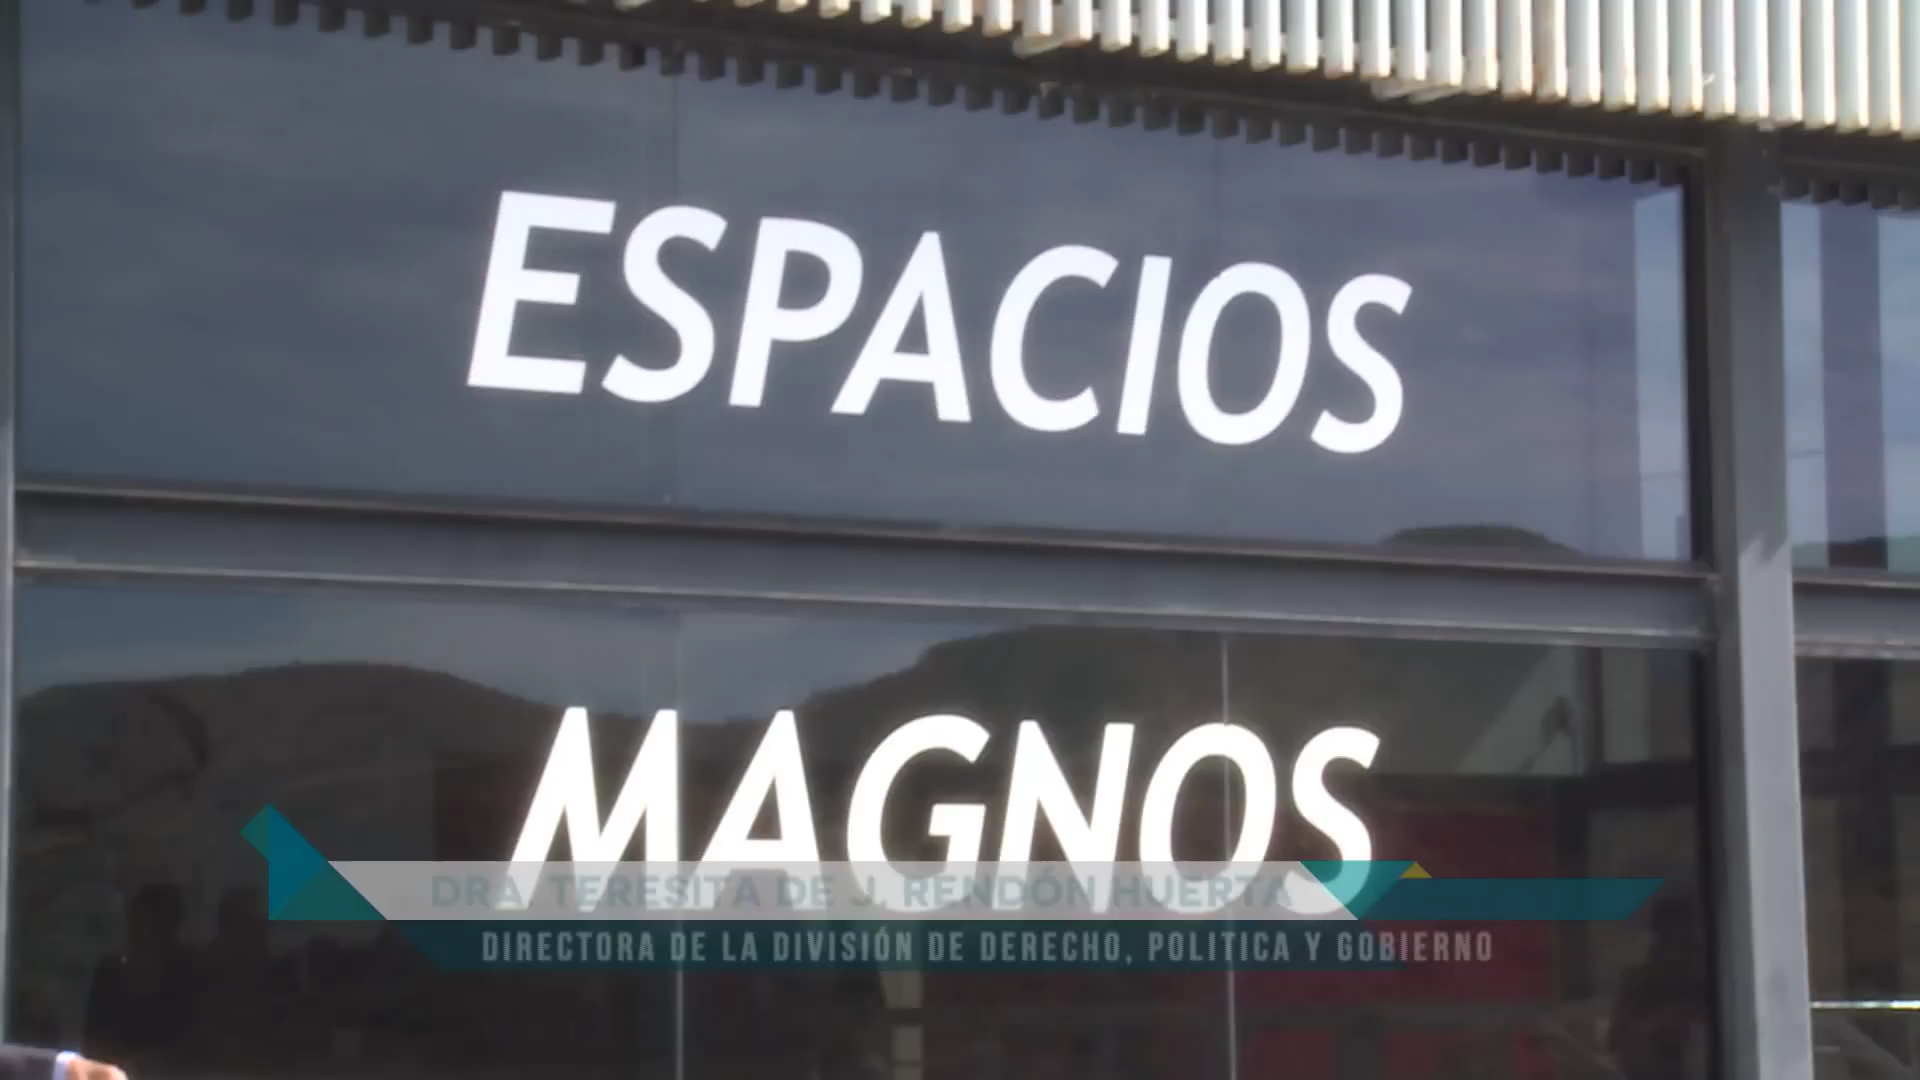 ESPACIOS
MAGNOS
DRA. TERESITA DE J. RENDÓN HUERTA
DIRECTORA DE LA DIVISIÓN DE DERECHO, POLITICA Y GOBIERNO